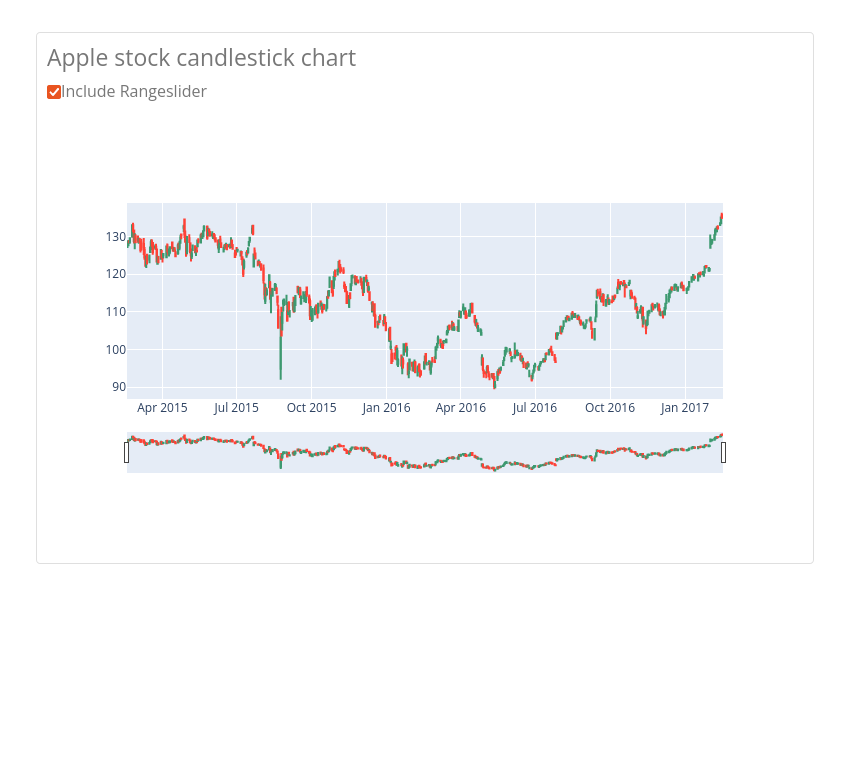 Apple stock candlestick chart
Include Rangeslider
130
120
110
100
90
Apr 2015 Jul 2015 Oct 2015 Jan 2016 Apr 2016 Jul 2016 Oct 2016 Jan 2017